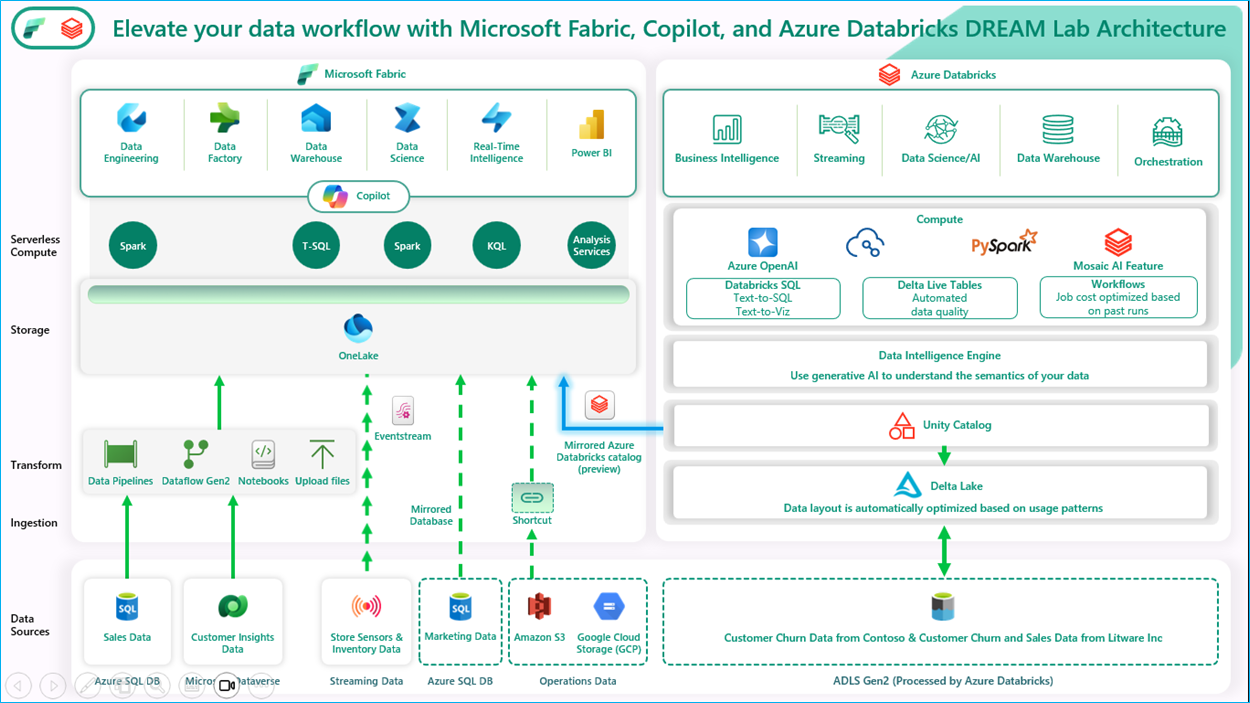 Elevate your data workflow with Microsoft Fabric, Copilot, and Azure Databricks DREAM Lab Architecture
Microsoft Fabric
Data
Engineering
Data
Factory
Data
Warehouse
Data
Science
Real-Time
Intelligence
Power BI
Copilot
Serverless
Compute
Spark
T-SQL
Spark
KQL
Analysis
Services
Storage
OneLake
Eventstream
Mirrored Azure
Databricks catalog
(preview)
Transform
Data Pipelines
Dataflow Gen2
Notebooks
Upload files
Ingestion
Mirrored
Database
Shortcut
Azure Databricks
Business Intelligence
Streaming
Data Science/AI
Data Warehouse
Orchestration
Compute
Azure OpenAI
PySpark
Mosaic AI Feature
Databricks SQL
Text-to-SQL
Text-to-Viz
Delta Live Tables
Automated
data quality
Workflows
Job cost optimized based
on past runs
Data Intelligence Engine
Use generative AI to understand the semantics of your data
Unity Catalog
Delta Lake
Data layout is automatically optimized based on usage patterns
Data
Sources
SQL
Sales Data
Customer Insights
Data
Store Sensors &
Inventory Data
SQL
Marketing Data
Amazon S3
Google Cloud
Storage (GCP)
Customer Churn Data from Contoso & Customer Churn and Sales Data from Litware Inc
Azure SQL DB
Streaming Data
Azure SQL DB
Operations Data
ADLS Gen2 (Processed by Azure Databricks)